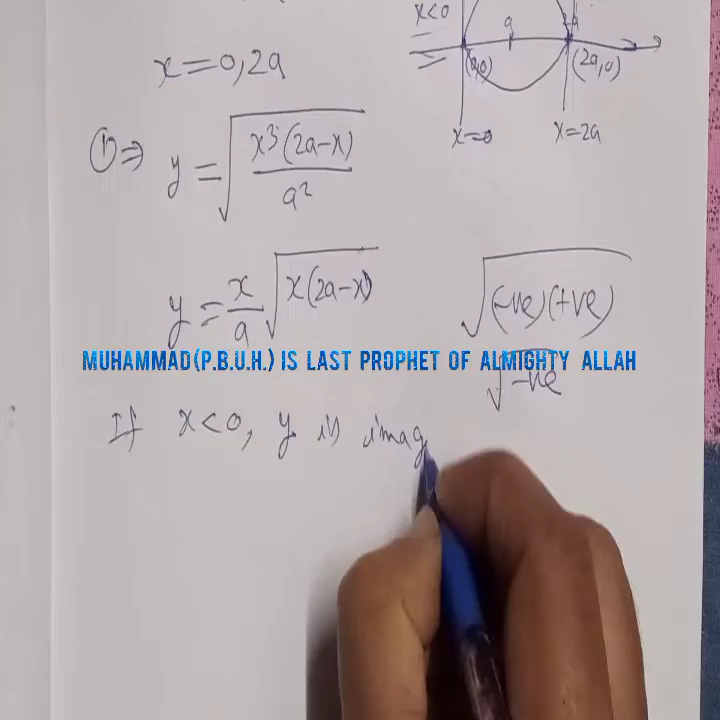 x<0
a 2a
(0,0) (2a,0)
x=0 x=2a
x=0,2a
①⇒ y=√(x³(2a-x)/a²)
y=x/a √(x(2a-x))
√(-ve)(+ve)
√-ve
MUHAMMAD(P.B.U.H.) IS LAST PROPHET OF ALMIGHTY ALLAH
If x<0, y is imag